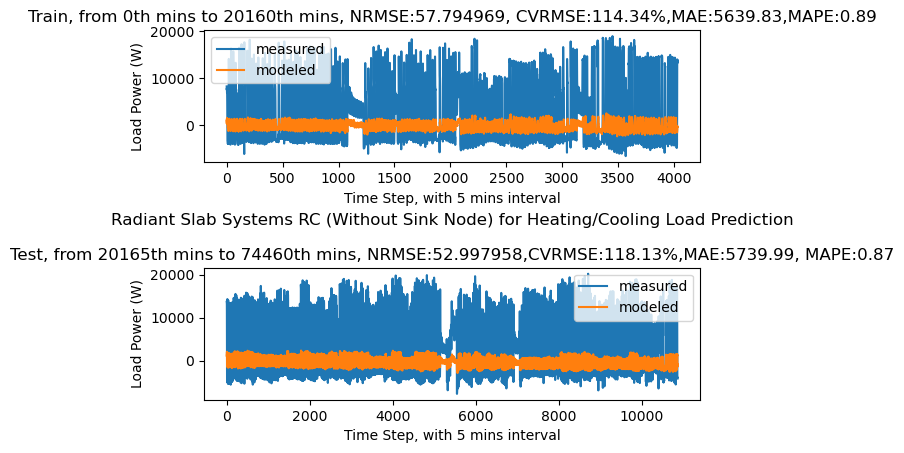 Train, from 0th mins to 20160th mins, NRMSE:57.794969, CVRMSE:114.34%,MAE:5639.83,MAPE:0.89
20000
10000
0
Load Power (W)
measured
modeled
0 500 1000 1500 2000 2500 3000 3500 4000
Time Step, with 5 mins interval
Radiant Slab Systems RC (Without Sink Node) for Heating/Cooling Load Prediction
Test, from 20165th mins to 74460th mins, NRMSE:52.997958,CVRMSE:118.13%,MAE:5739.99, MAPE:0.87
20000
10000
0
Load Power (W)
measured
modeled
0 2000 4000 6000 8000 10000
Time Step, with 5 mins interval